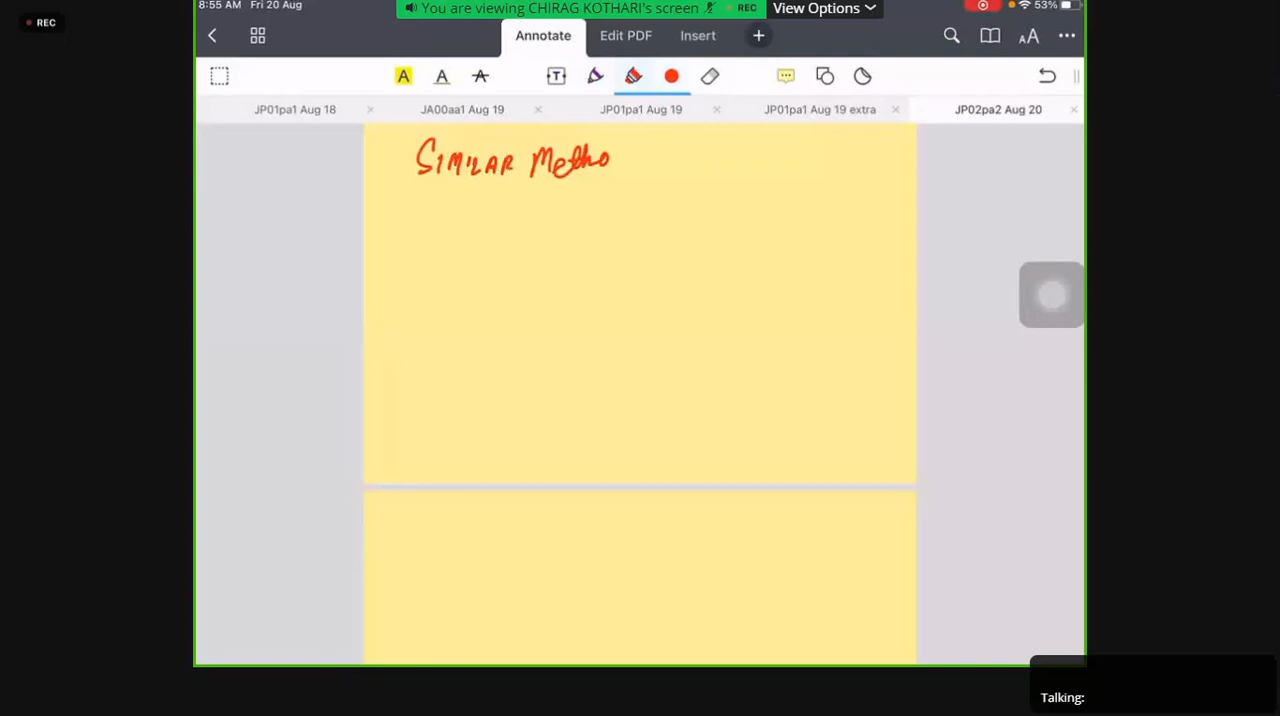 8:55 AM Fri 20 Aug
You are viewing CHIRAG KOTHARI's screen
REC
View Options
53%
REC
Annotate
Edit PDF
Insert
+
AA
A
A
A
T
JP01pa1 Aug 18
JA00aa1 Aug 19
JP01pa1 Aug 19
JP01pa1 Aug 19 extra
JP02pa2 Aug 20
SIMILAR Metho
Talking: